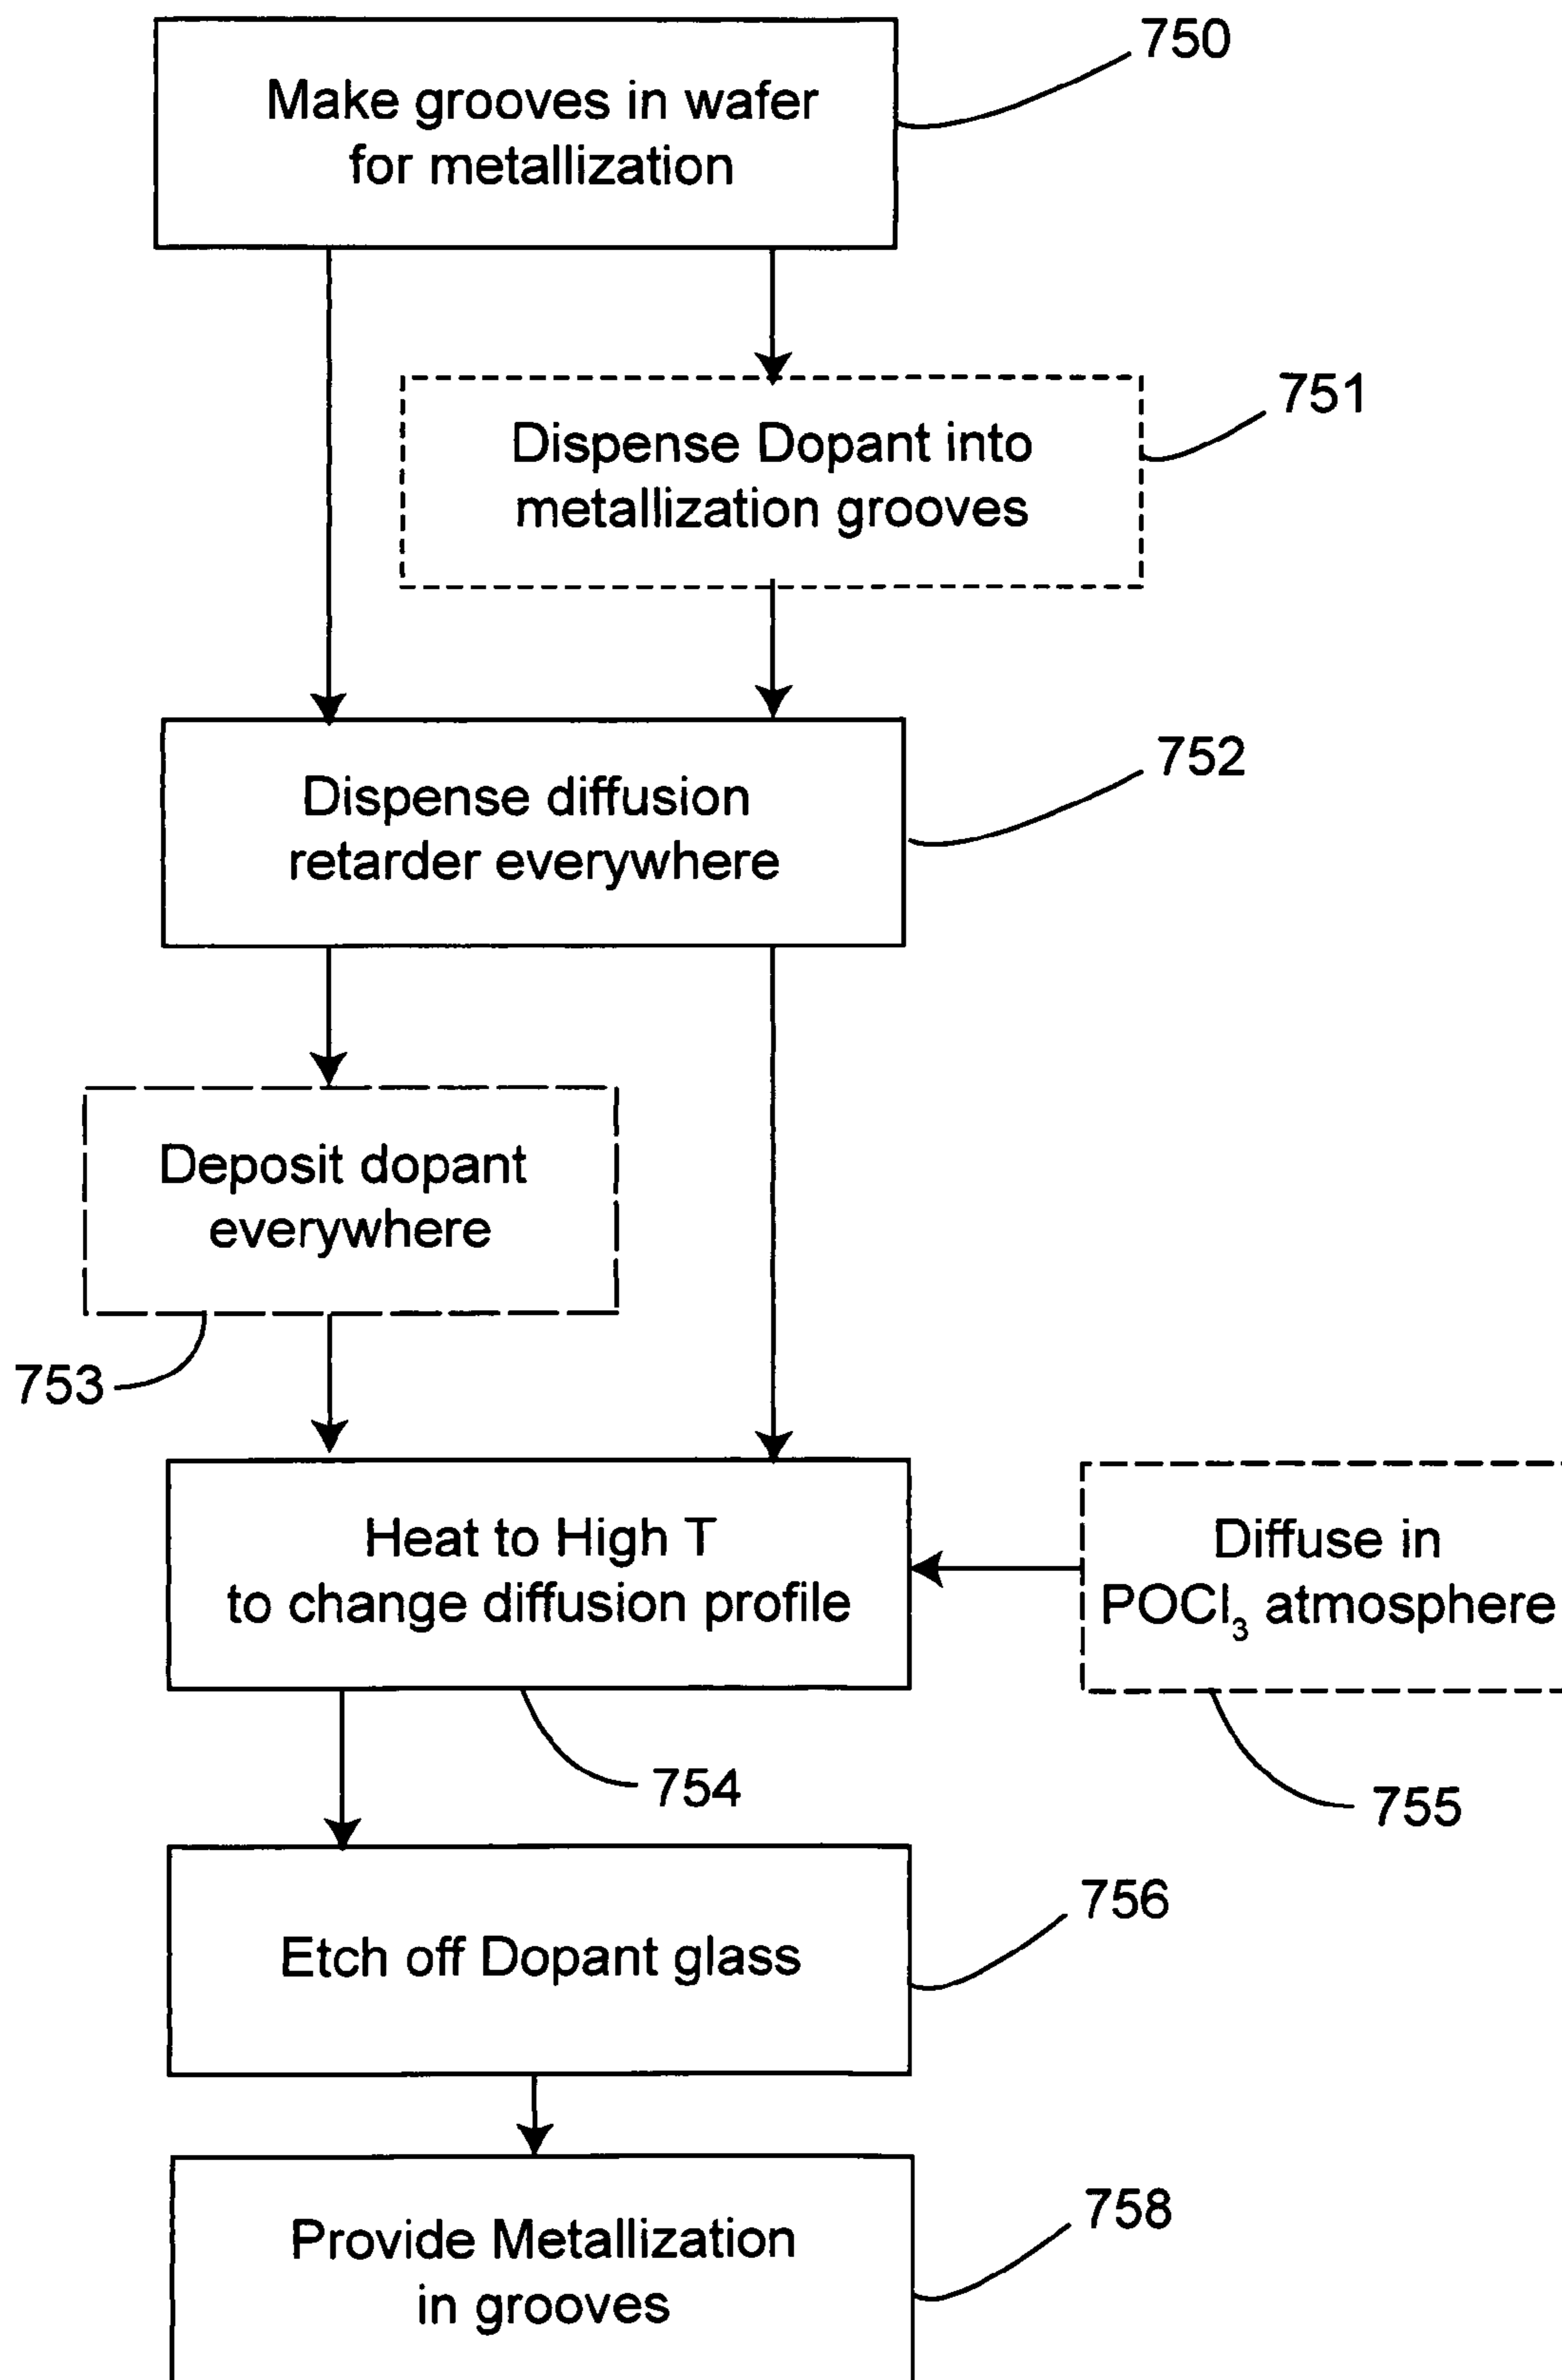 Make grooves in wafer
for metallization
750
Dispense Dopant into
metallization grooves
751
Dispense diffusion
retarder everywhere
752
Deposit dopant
everywhere
753
Heat to High T
to change diffusion profile
754
Diffuse in
POCl₃ atmosphere
755
Etch off Dopant glass
756
Provide Metallization
in grooves
758